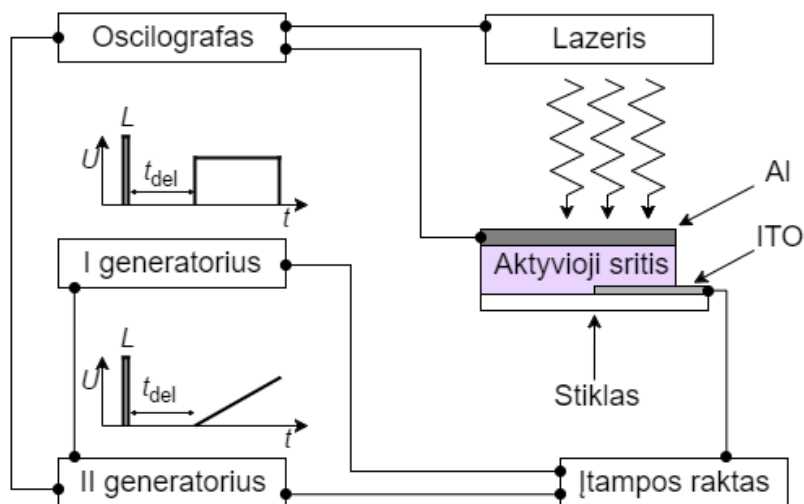 Oscilografas
Lazeris
L
U
t_del
t
Al
ITO
I generatorius
Aktyvioji sritis
L
U
t_del
t
Stiklas
II generatorius
Įtampos raktas